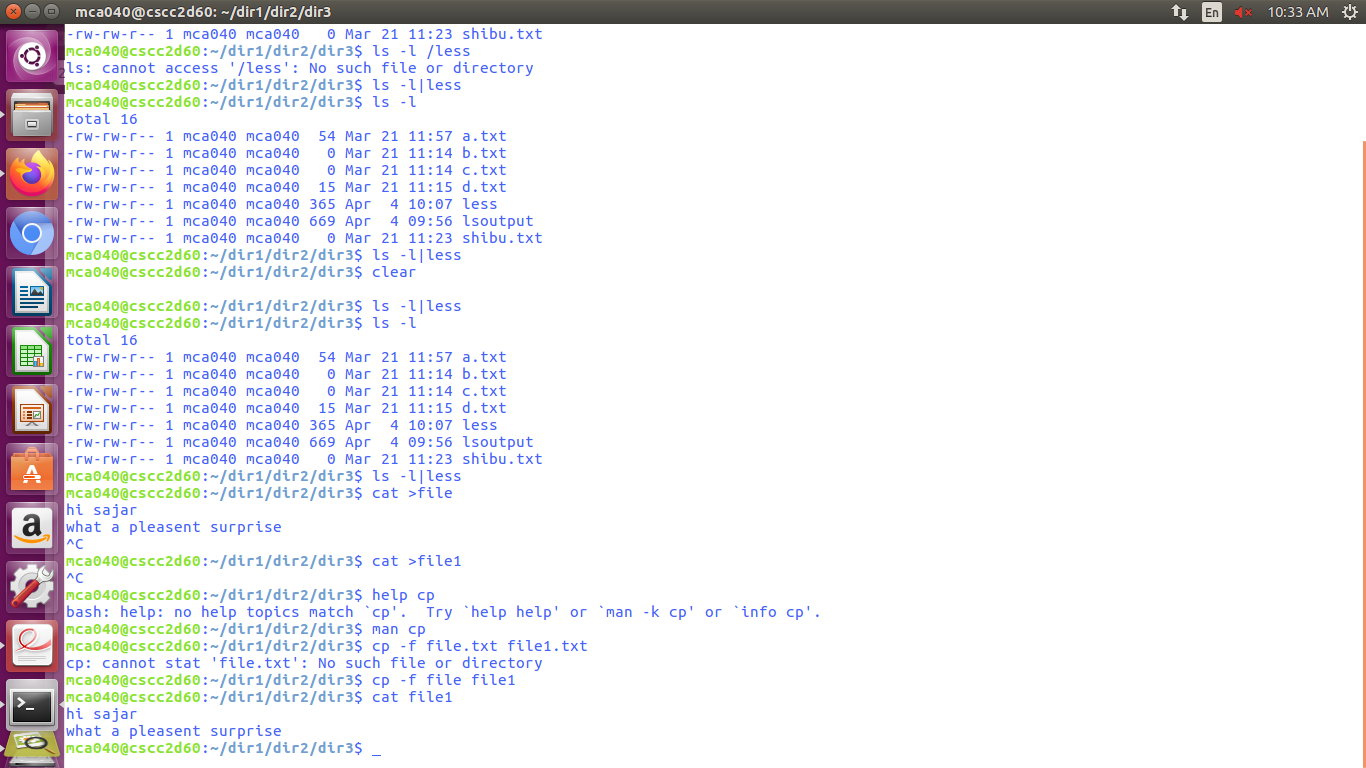 mca040@cscc2d60: ~/dir1/dir2/dir3
En
10:33 AM
-rw-rw-r-- 1 mca040 mca040   0 Mar 21 11:23 shibu.txt
mca040@cscc2d60:~/dir1/dir2/dir3$ ls -l /less
ls: cannot access '/less': No such file or directory
mca040@cscc2d60:~/dir1/dir2/dir3$ ls -l|less
mca040@cscc2d60:~/dir1/dir2/dir3$ ls -l
total 16
-rw-rw-r-- 1 mca040 mca040  54 Mar 21 11:57 a.txt
-rw-rw-r-- 1 mca040 mca040   0 Mar 21 11:14 b.txt
-rw-rw-r-- 1 mca040 mca040   0 Mar 21 11:14 c.txt
-rw-rw-r-- 1 mca040 mca040  15 Mar 21 11:15 d.txt
-rw-rw-r-- 1 mca040 mca040 365 Apr  4 10:07 less
-rw-rw-r-- 1 mca040 mca040 669 Apr  4 09:56 lsoutput
-rw-rw-r-- 1 mca040 mca040   0 Mar 21 11:23 shibu.txt
mca040@cscc2d60:~/dir1/dir2/dir3$ ls -l|less
mca040@cscc2d60:~/dir1/dir2/dir3$ clear
mca040@cscc2d60:~/dir1/dir2/dir3$ ls -l|less
mca040@cscc2d60:~/dir1/dir2/dir3$ ls -l
total 16
-rw-rw-r-- 1 mca040 mca040  54 Mar 21 11:57 a.txt
-rw-rw-r-- 1 mca040 mca040   0 Mar 21 11:14 b.txt
-rw-rw-r-- 1 mca040 mca040   0 Mar 21 11:14 c.txt
-rw-rw-r-- 1 mca040 mca040  15 Mar 21 11:15 d.txt
-rw-rw-r-- 1 mca040 mca040 365 Apr  4 10:07 less
-rw-rw-r-- 1 mca040 mca040 669 Apr  4 09:56 lsoutput
-rw-rw-r-- 1 mca040 mca040   0 Mar 21 11:23 shibu.txt
mca040@cscc2d60:~/dir1/dir2/dir3$ ls -l|less
mca040@cscc2d60:~/dir1/dir2/dir3$ cat >file
hi sajar
what a pleasent surprise
^C
mca040@cscc2d60:~/dir1/dir2/dir3$ cat >file1
^C
mca040@cscc2d60:~/dir1/dir2/dir3$ help cp
bash: help: no help topics match `cp'.  Try `help help' or `man -k cp' or `info cp'.
mca040@cscc2d60:~/dir1/dir2/dir3$ man cp
mca040@cscc2d60:~/dir1/dir2/dir3$ cp -f file.txt file1.txt
cp: cannot stat 'file.txt': No such file or directory
mca040@cscc2d60:~/dir1/dir2/dir3$ cp -f file file1
mca040@cscc2d60:~/dir1/dir2/dir3$ cat file1
hi sajar
what a pleasent surprise
mca040@cscc2d60:~/dir1/dir2/dir3$ _